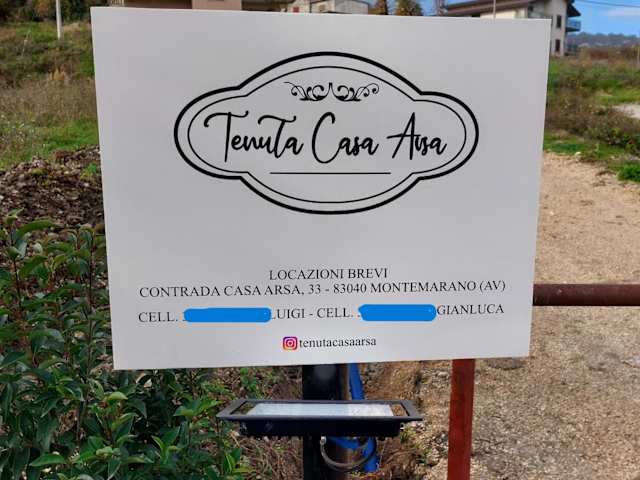 Tenuta Casa Arsa
LOCAZIONI BREVI
CONTRADA CASA ARSA, 33 - 83040 MONTEMARANO (AV)
CELL. LUIGI - CELL. GIANLUCA
tenutacasaarsa